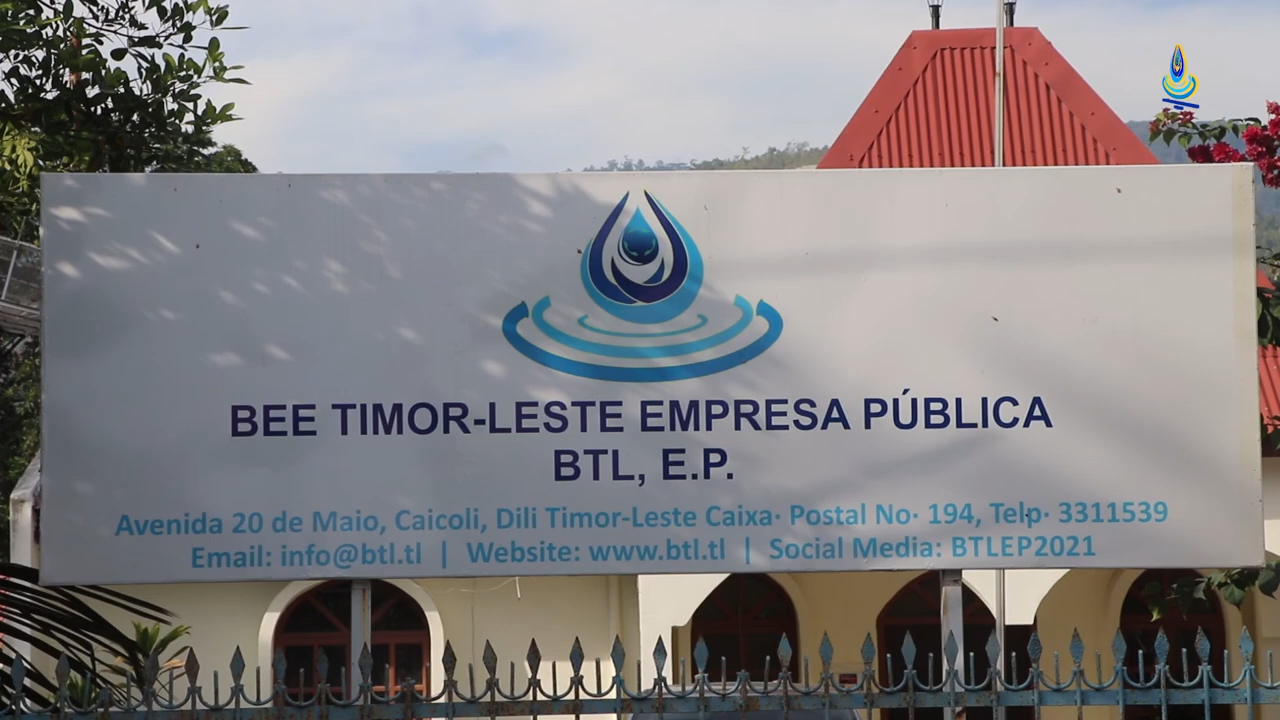 BEE TIMOR-LESTE EMPRESA PÚBLICA
BTL, E.P.
Avenida 20 de Maio, Caicoli, Dili Timor-Leste Caixa· Postal No· 194, Telp· 3311539
Email: info@btl.tl | Website: www.btl.tl | Social Media: BTLEP2021